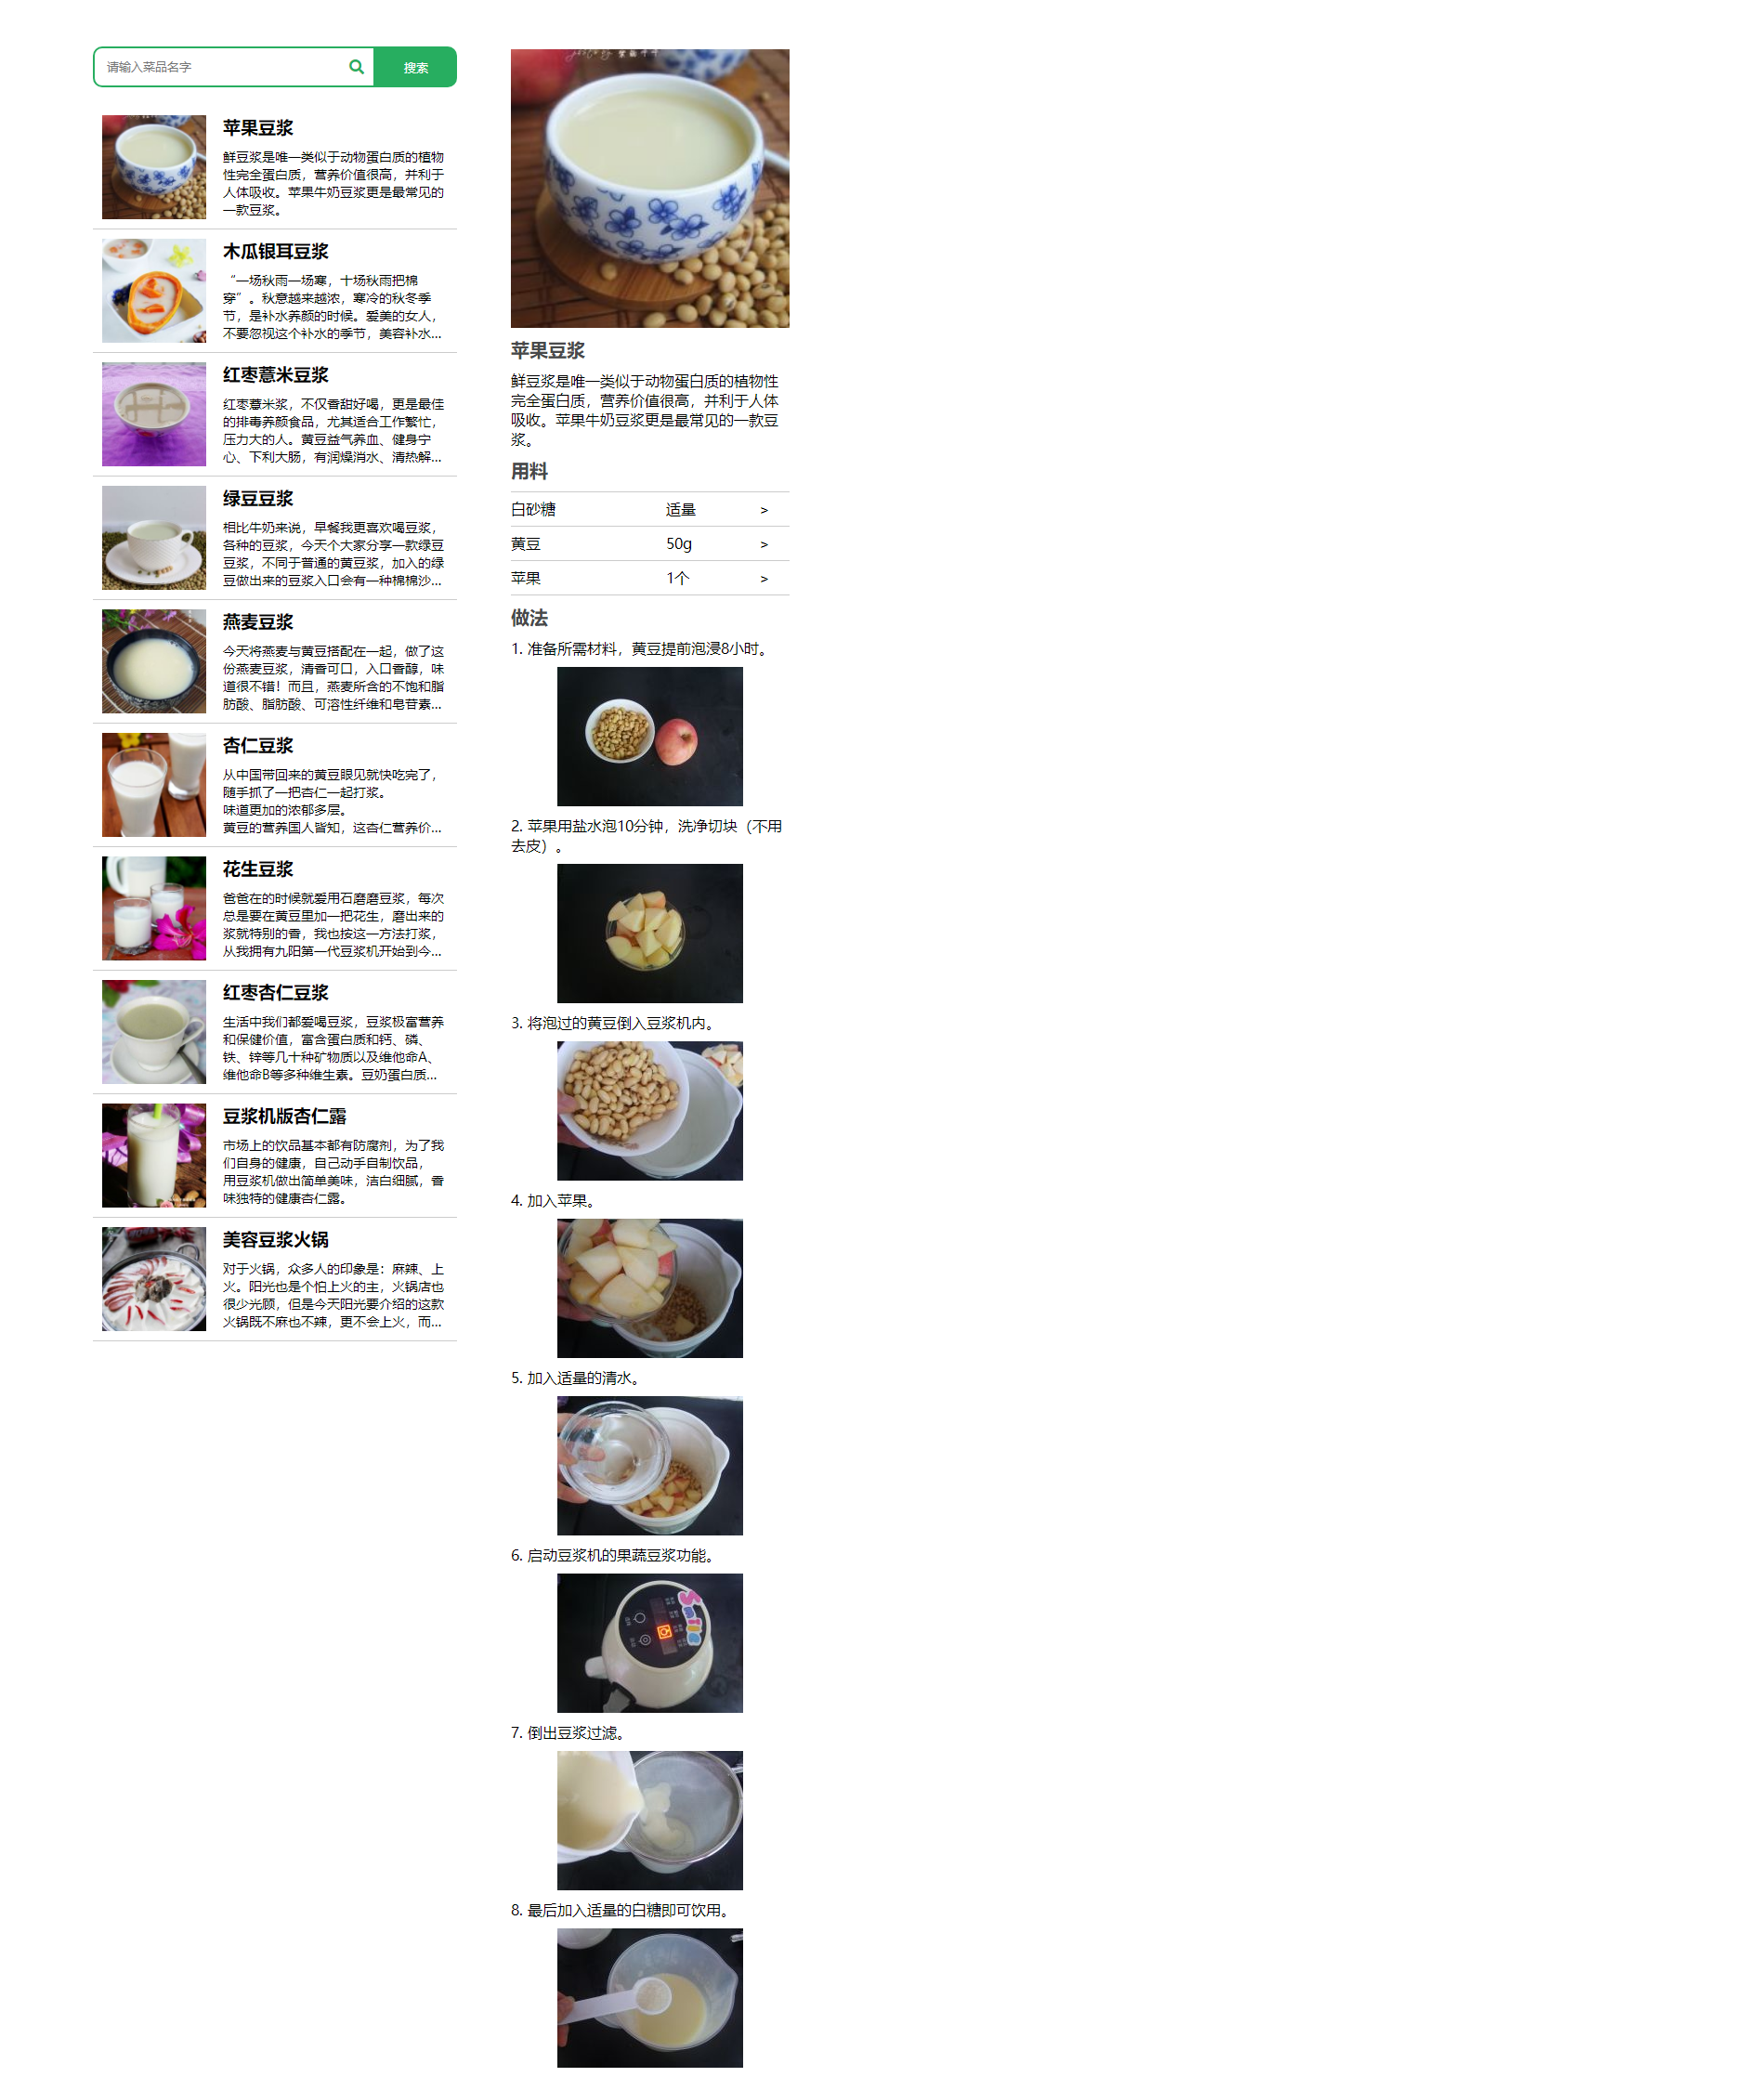 请输入菜品名字
搜索
苹果豆浆
鲜豆浆是唯一类似于动物蛋白质的植物
性完全蛋白质，营养价值很高，并利于
人体吸收。苹果牛奶豆浆更是最常见的
一款豆浆。
木瓜银耳豆浆
“一场秋雨一场寒，十场秋雨把棉
穿”。秋意越来越浓，寒冷的秋冬季
节，是补水养颜的时候。爱美的女人，
不要忽视这个补水的季节，美容补水...
红枣薏米豆浆
红枣薏米浆，不仅香甜好喝，更是最佳
的排毒养颜食品，尤其适合工作繁忙，
压力大的人。黄豆益气养血、健身宁
心、下利大肠，有润燥消水、清热解...
绿豆豆浆
相比牛奶来说，早餐我更喜欢喝豆浆，
各种的豆浆，今天个大家分享一款绿豆
豆浆，不同于普通的黄豆浆，加入的绿
豆做出来的豆浆入口会有一种棉棉沙...
燕麦豆浆
今天将燕麦与黄豆搭配在一起，做了这
份燕麦豆浆，清香可口，入口香醇，味
道很不错！而且，燕麦所含的不饱和脂
肪酸、脂肪酸、可溶性纤维和皂苷素...
杏仁豆浆
从中国带回来的黄豆眼见就快吃完了，
随手抓了一把杏仁一起打浆。
味道更加的浓郁多层。
黄豆的营养国人皆知，这杏仁营养价...
花生豆浆
爸爸在的时候就爱用石磨磨豆浆，每次
总是要在黄豆里加一把花生，磨出来的
浆就特别的香，我也按这一方法打浆，
从我拥有九阳第一代豆浆机开始到今...
红枣杏仁豆浆
生活中我们都爱喝豆浆，豆浆极富营养
和保健价值，富含蛋白质和钙、磷、
铁、锌等几十种矿物质以及维他命A、
维他命B等多种维生素。豆奶蛋白质...
豆浆机版杏仁露
市场上的饮品基本都有防腐剂，为了我
们自身的健康，自己动手自制饮品，
用豆浆机做出简单美味，洁白细腻，香
味独特的健康杏仁露。
美容豆浆火锅
对于火锅，众多人的印象是：麻辣、上
火。阳光也是个怕上火的主，火锅店也
很少光顾，但是今天阳光要介绍的这款
火锅既不麻也不辣，更不会上火，而...
苹果豆浆
鲜豆浆是唯一类似于动物蛋白质的植物性
完全蛋白质，营养价值很高，并利于人体
吸收。苹果牛奶豆浆更是最常见的一款豆
浆。
用料
白砂糖 适量 >
黄豆 50g >
苹果 1个 >
做法
1. 准备所需材料，黄豆提前泡浸8小时。
2. 苹果用盐水泡10分钟，洗净切块（不用
去皮）。
3. 将泡过的黄豆倒入豆浆机内。
4. 加入苹果。
5. 加入适量的清水。
6. 启动豆浆机的果蔬豆浆功能。
7. 倒出豆浆过滤。
8. 最后加入适量的白糖即可饮用。